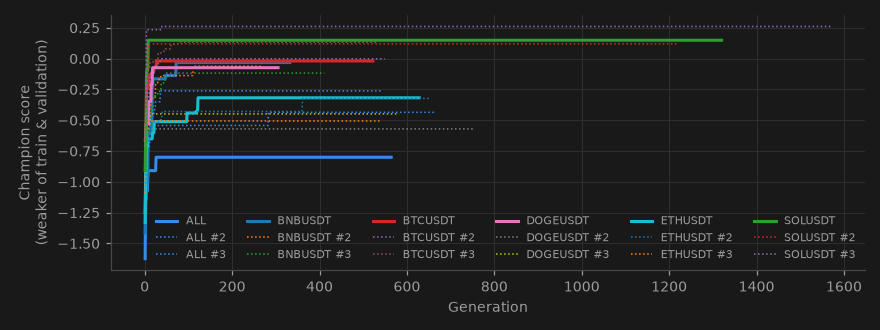 Champion score
(weaker of train & validation)
0.25
0.00
−0.25
−0.50
−0.75
−1.00
−1.25
−1.50
ALL BNBUSDT BTCUSDT DOGEUSDT ETHUSDT SOLUSDT
ALL #2 BNBUSDT #2 BTCUSDT #2 DOGEUSDT #2 ETHUSDT #2 SOLUSDT #2
ALL #3 BNBUSDT #3 BTCUSDT #3 DOGEUSDT #3 ETHUSDT #3 SOLUSDT #3
0 200 400 600 800 1000 1200 1400 1600
Generation